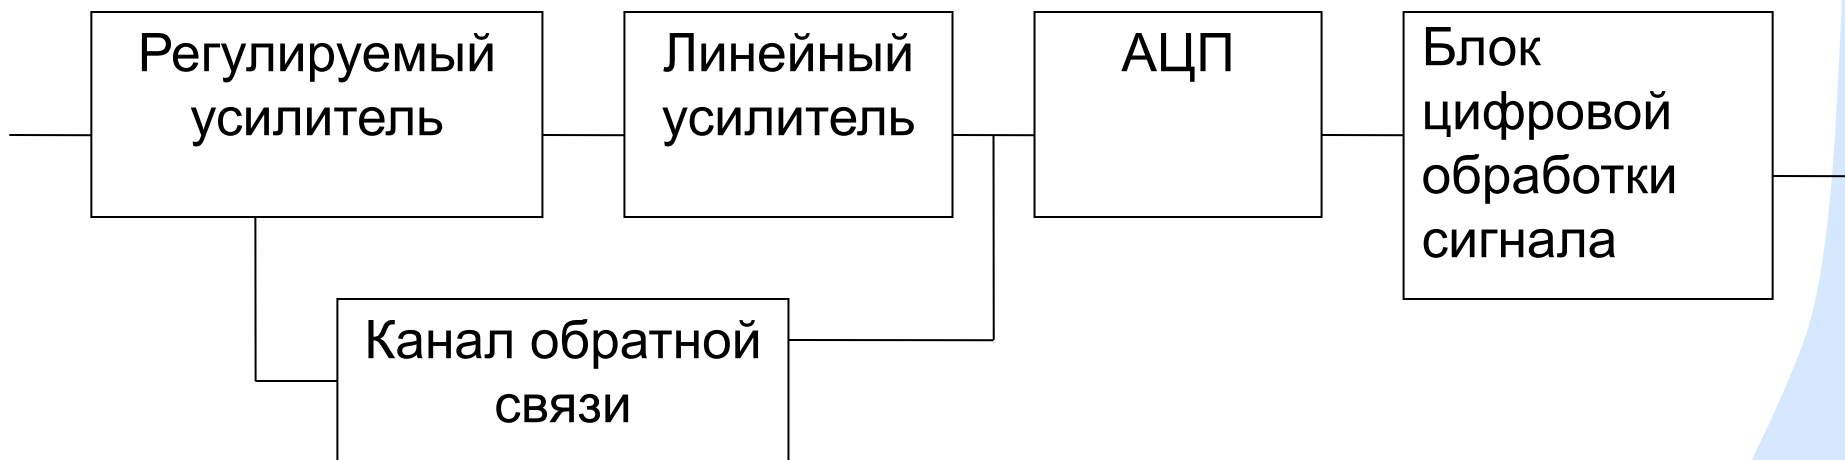 Регулируемый
усилитель
Линейный
усилитель
АЦП
Блок
цифровой
обработки
сигнала
Канал обратной
связи